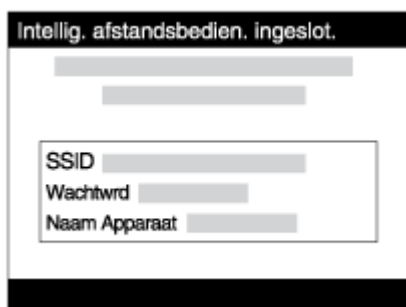 Intellig. afstandsbedien. ingeslot.
SSID
Wachtwrd
Naam Apparaat